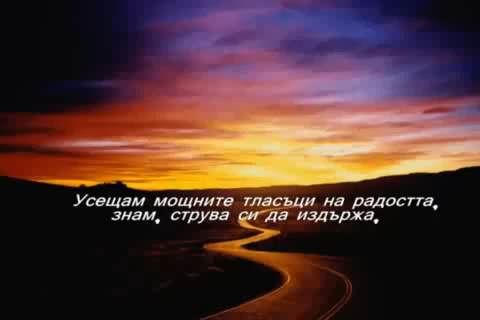 Усещам мощните тласъци на радостта,
знам, струва си да издържа,